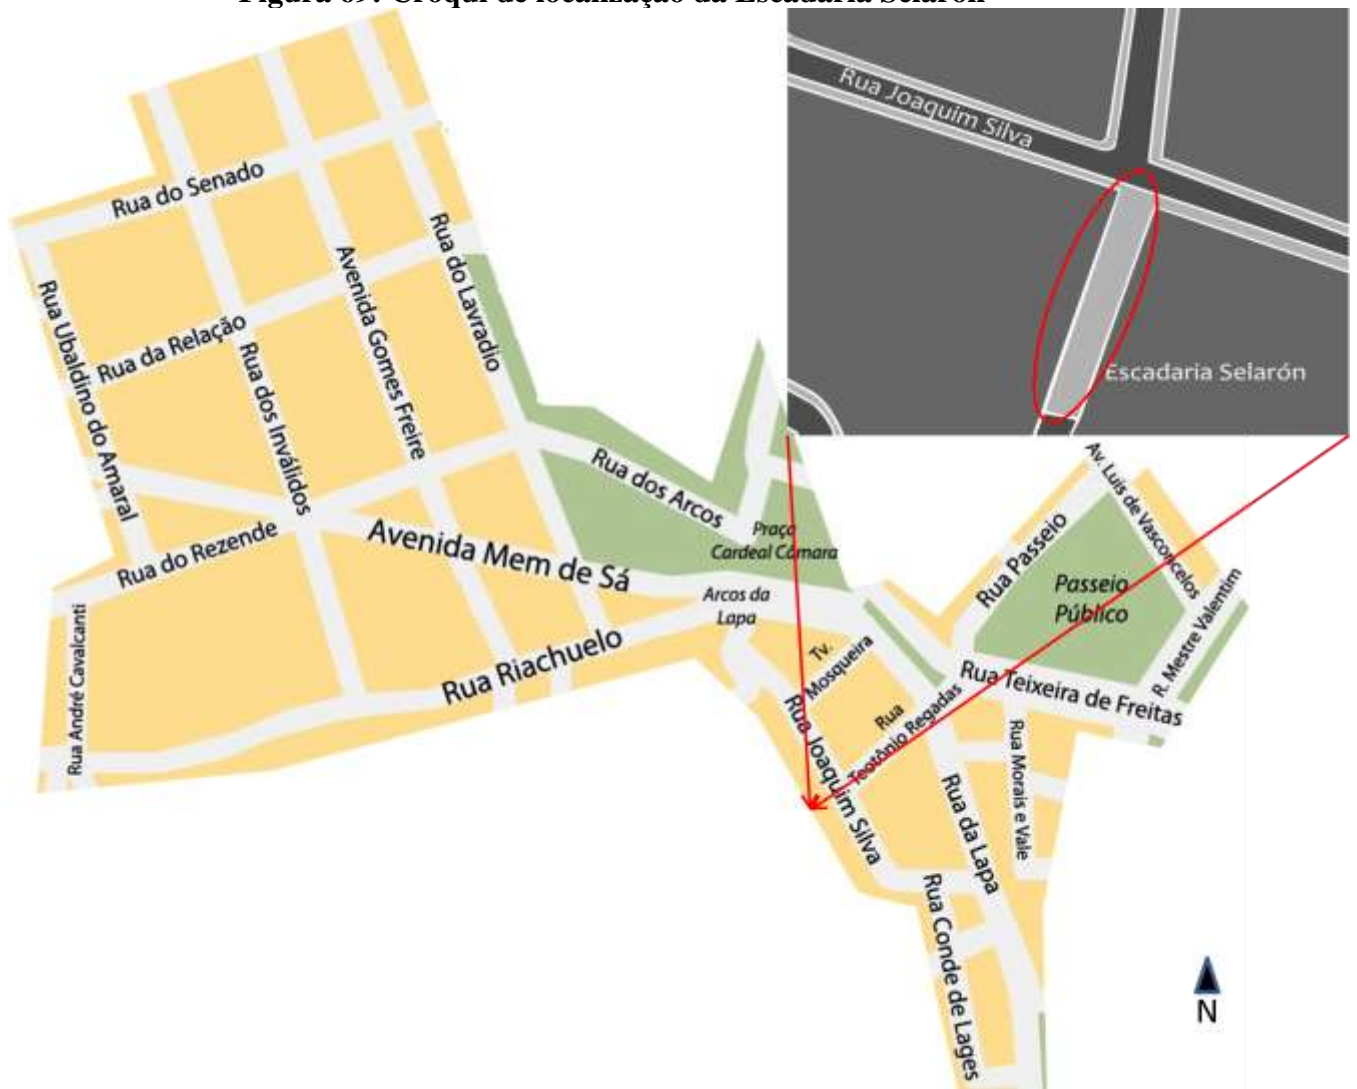 Figura 69: Croqui de localização da Escadaria Selarón
Rua Joaquim Silva
Escadaria Selarón
Rua do Senado
Rua do Lavradio
Avenida Gomes Freire
Rua Ubaldino do Amaral
Rua da Relação
Rua dos Inválidos
Rua dos Arcos
Praça
Cardeal Câmara
Av. Luis de Vasconcelos
Rua Passeio
Passeio
Público
R. Mestre Valentim
Rua do Rezende
Avenida Mem de Sá
Arcos da
Lapa
Rua André Cavalcanti
Rua Riachuelo
Tv.
Mosqueira
Rua Teixeira de Freitas
Rua
Teotônio Regadas
Rua Joaquim Silva
Rua Morais e Vale
Rua da Lapa
Rua Conde de Lages
N